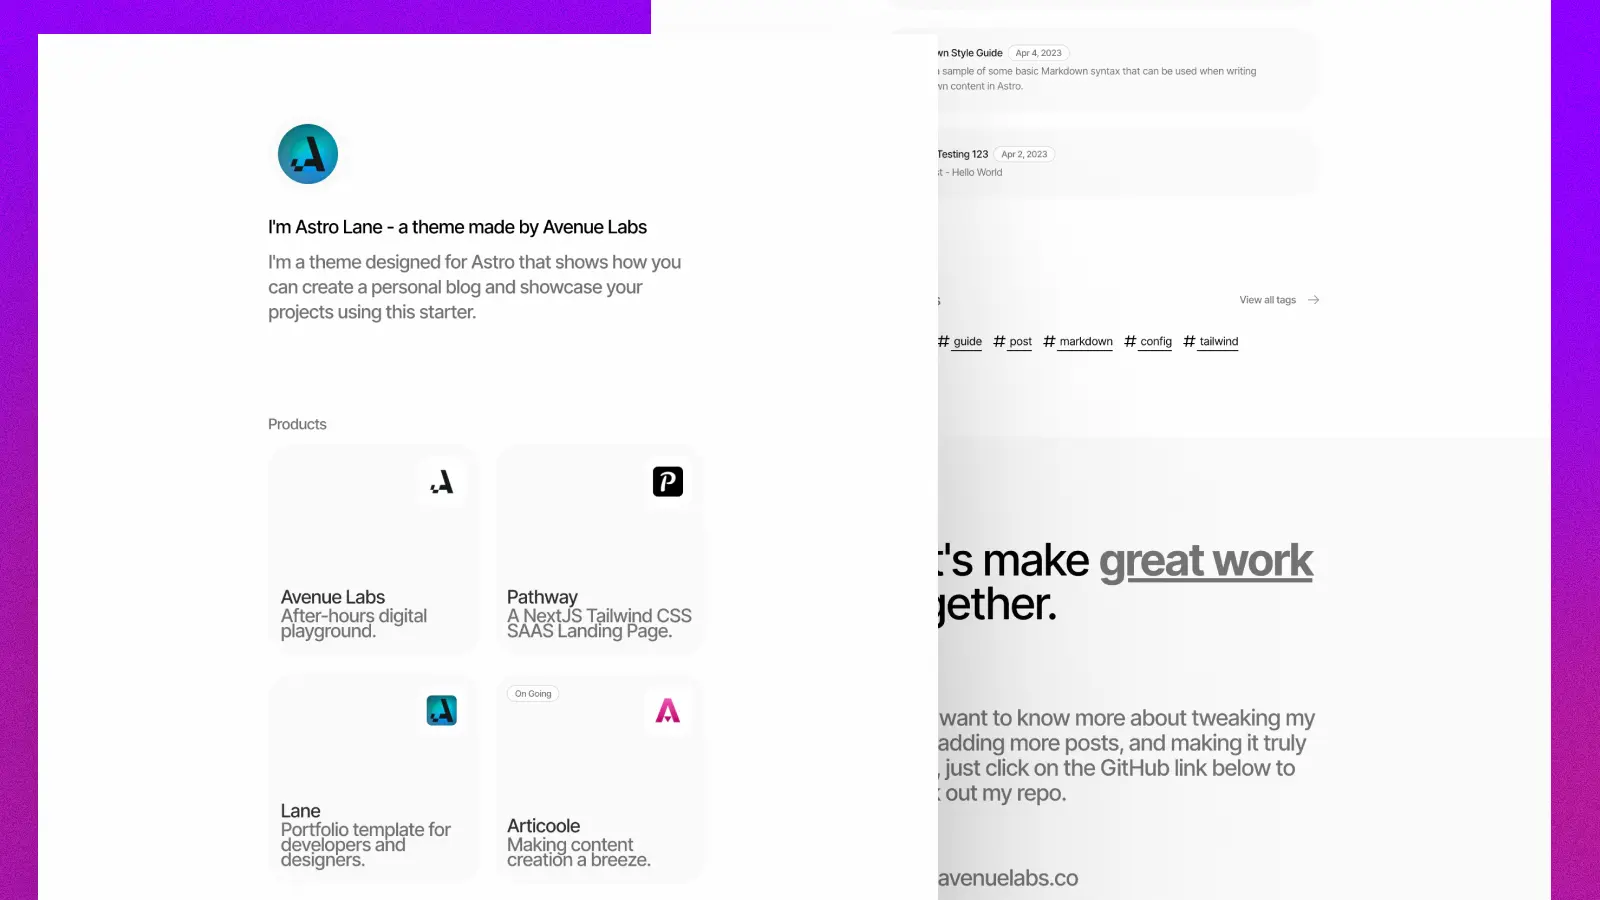 I'm Astro Lane - a theme made by Avenue Labs
I'm a theme designed for Astro that shows how you
can create a personal blog and showcase your
projects using this starter.
Products
Avenue Labs
After-hours digital
playground.
Pathway
A NextJS Tailwind CSS
SAAS Landing Page.
Lane
Portfolio template for
developers and
designers.
On Going
Articoole
Making content
creation a breeze.
Style Guide
Apr 4, 2023
sample of some basic Markdown syntax that can be used when writing
content in Astro.
Testing 123
Apr 2, 2023
- Hello World
View all tags
# guide # post # markdown # config # tailwind
't's make great work
gether.
want to know more about tweaking my
adding more posts, and making it truly
, just click on the GitHub link below to
out my repo.
avenuelabs.co